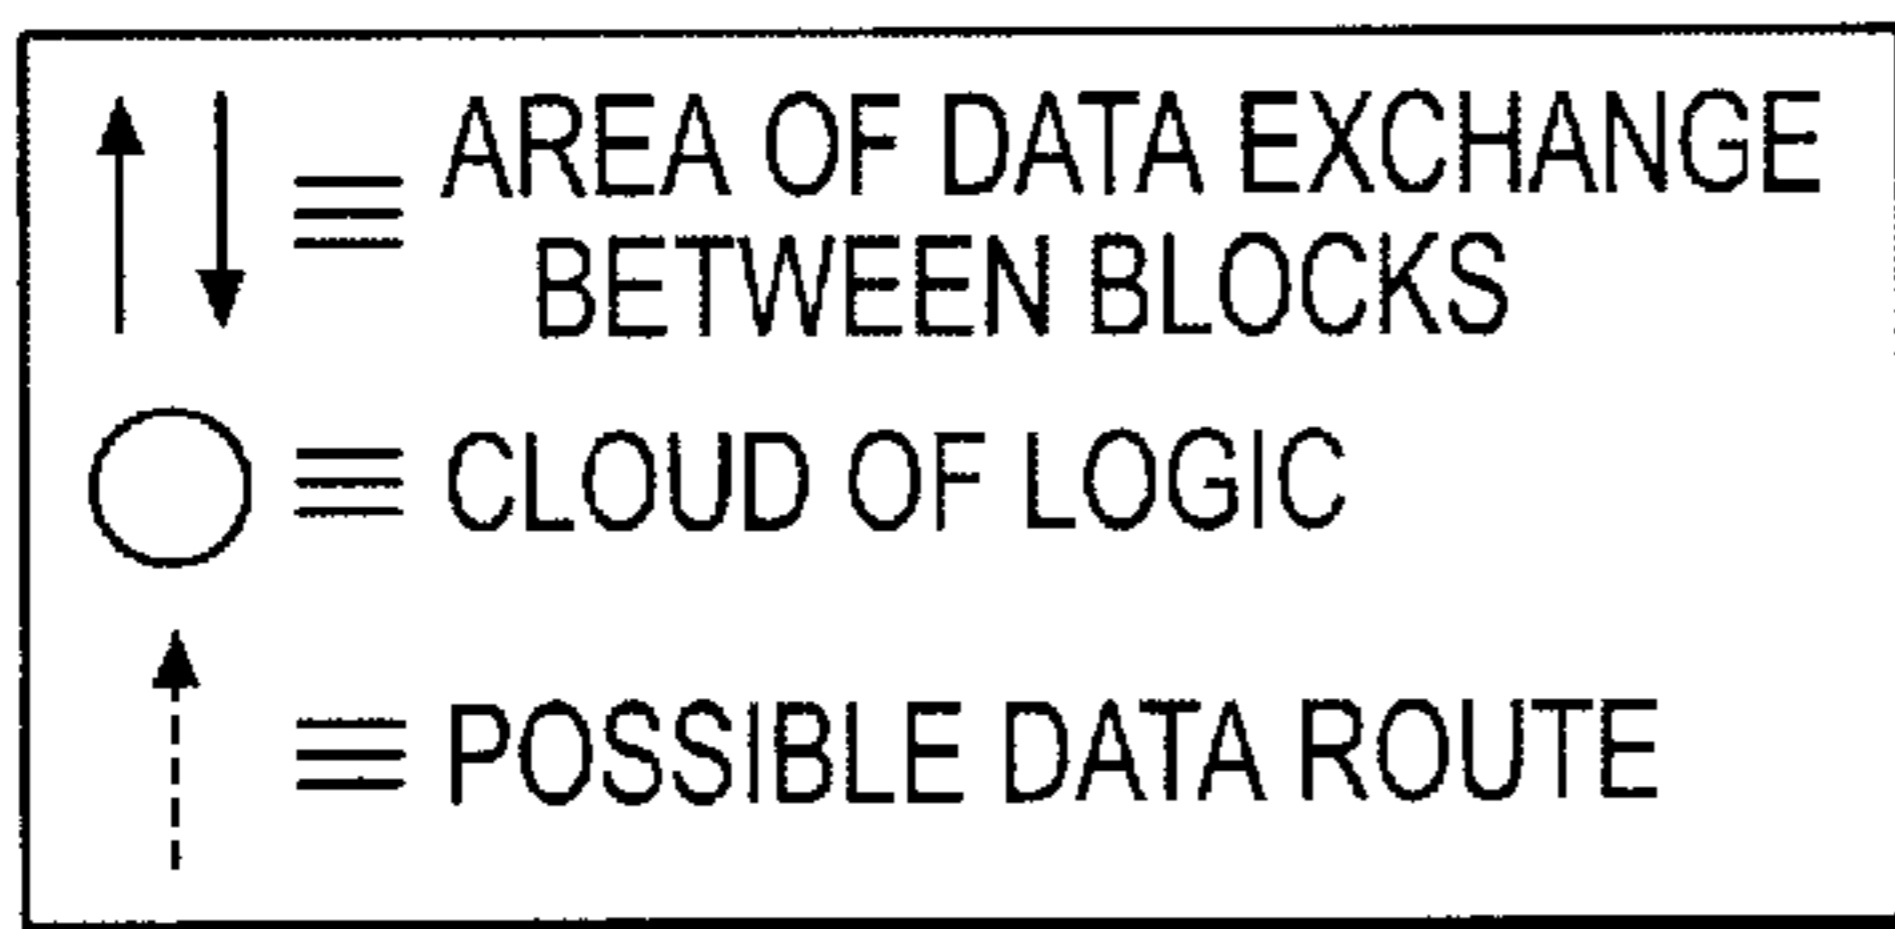 ≡ AREA OF DATA EXCHANGE
BETWEEN BLOCKS
≡ CLOUD OF LOGIC
≡ POSSIBLE DATA ROUTE